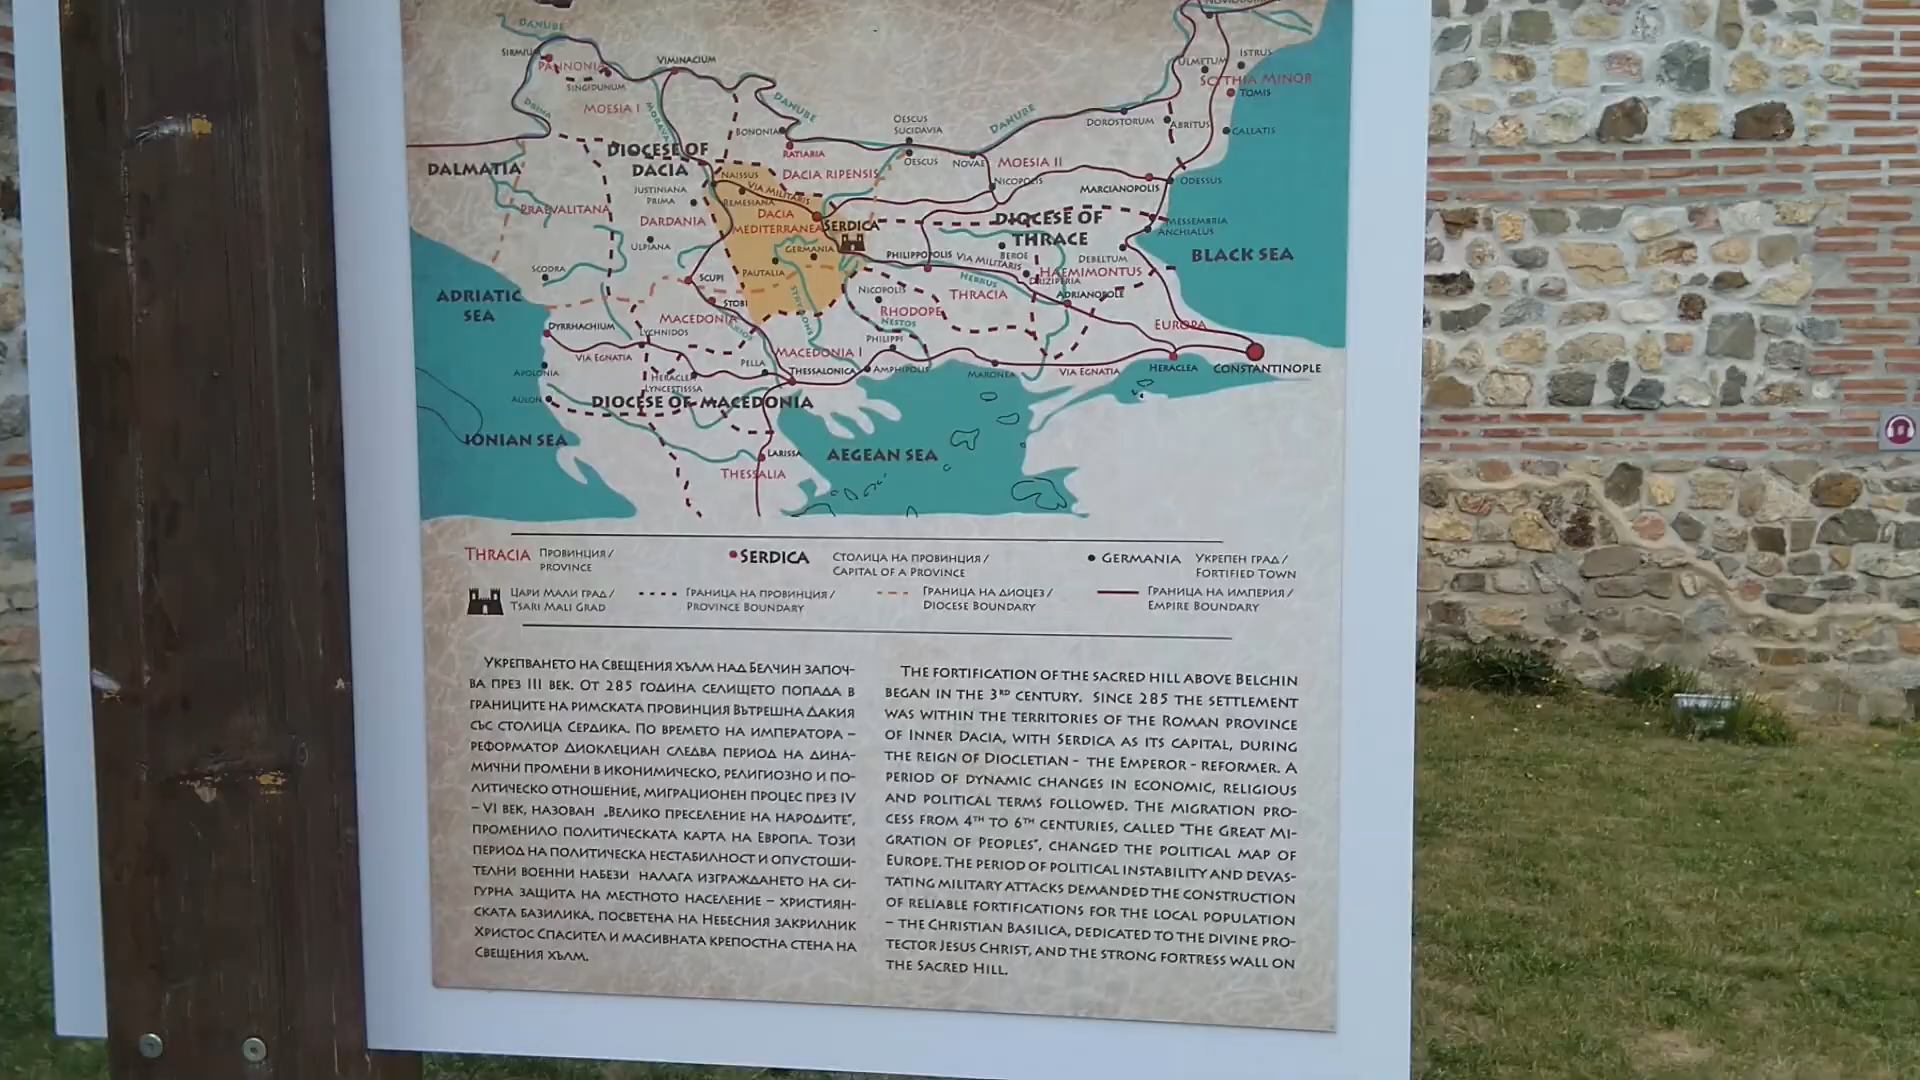 Danube
Sirmium
Pannonia
Singidunum
Viminacium
Moesia I
Drina
Morava
Danube
Bononia
Ratiaria
Oescus
Sucidavia
Oescus
Danube
Novae
Moesia II
Dorostorum
Abritus
Ulmetum
Istrus
Scythia Minor
Tomis
Callatis
Dalmatia
Diocese of
Dacia
Naissus
Via Militaris
Remesiana
Dacia Ripensis
Nicopolis
Marcianopolis
Odessus
Justiniana
Prima
Praevalitana
Dardania
Dacia
Mediterranea
Serdica
Diocese of
Thrace
Messembria
Anchialus
Black Sea
Ulpiana
Germania
Philippopolis
Via Militaris
Beroe
Debeltum
Haemimontus
Drizipera
Scodra
Scupi
Pautalia
Hebrus
Adriatic
Sea
Stobi
Strymons
Nicopolis
Thracia
Adrianople
Rhodope
Nestos
Macedonia
Dyrrhachium
Lychnidos
Philippi
Europa
Via Egnatia
Macedonia I
Apolonia
Pella
Thessalonica
Amphipolis
Maronea
Via Egnatia
Heraclea
Constantinople
Heraclea
Lyncestissa
Aulon
Diocese of Macedonia
Ionian Sea
Larissa
Aegean Sea
Thessalia
Thracia Провинция/
Province
Serdica Столица на провинция/
Capital of a Province
Germania Укрепен град/
Fortified Town
Цари Мали град/
Tsari Mali Grad
Граница на провинция/
Province Boundary
Граница на диоцез/
Diocese Boundary
Граница на империя/
Empire Boundary
Укрепването на Свещения хълм над Белчин започ-
ва през III век. От 285 година селището попада в
границите на римската провинция Вътрешна Дакия
със столица Сердика. По времето на императора –
реформатор Диоклециан следва период на дина-
мични промени в иконимическо, религиозно и по-
литическо отношение, миграционен процес през IV
– VI век, назован „Велико преселение на народите“,
променило политическата карта на Европа. Този
период на политическа нестабилност и опустоши-
телни военни набези налага изграждането на си-
гурна защита на местното население – християн-
ската базилика, посветена на Небесния закрилник
Христос Спасител и масивната крепостна стена на
Свещения хълм.
The fortification of the Sacred Hill above Belchin
began in the 3rd century. Since 285 the settlement
was within the territories of the Roman province
of Inner Dacia, with Serdica as its capital, during
the reign of Diocletian - the Emperor - reformer. A
period of dynamic changes in economic, religious
and political terms followed. The migration pro-
cess from 4th to 6th centuries, called "The Great Mi-
gration of Peoples", changed the political map of
Europe. The period of political instability and devas-
tating military attacks demanded the construction
of reliable fortifications for the local population
– the Christian Basilica, dedicated to the divine pro-
tector Jesus Christ, and the strong fortress wall on
the Sacred Hill.